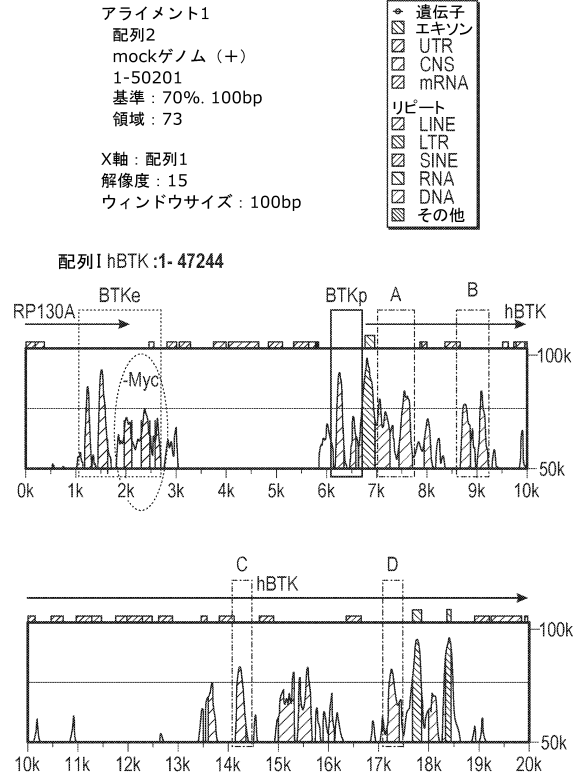 アライメント1
配列2
mockゲノム（+）
1-50201
基準：70%. 100bp
領域：73
X軸：配列1
解像度：15
ウィンドウサイズ：100bp
遺伝子
エキソン
UTR
CNS
mRNA
リピート
LINE
LTR
SINE
RNA
DNA
その他
配列I hBTK :1- 47244
RP130A
BTKe
BTKp
A
B
hBTK
-Myc
100k
50k
0k 1k 2k 3k 4k 5k 6k 7k 8k 9k 10k
C
D
hBTK
100k
50k
10k 11k 12k 13k 14k 15k 16k 17k 18k 19k 20k